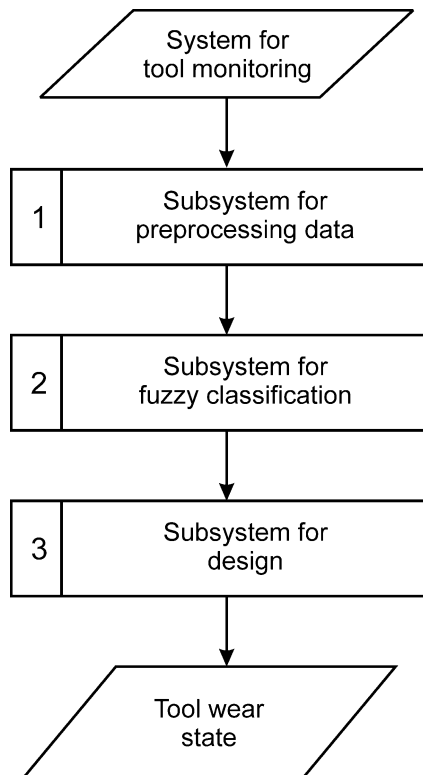 System for
tool monitoring
1
Subsystem for
preprocessing data
2
Subsystem for
fuzzy classification
3
Subsystem for
design
Tool wear
state